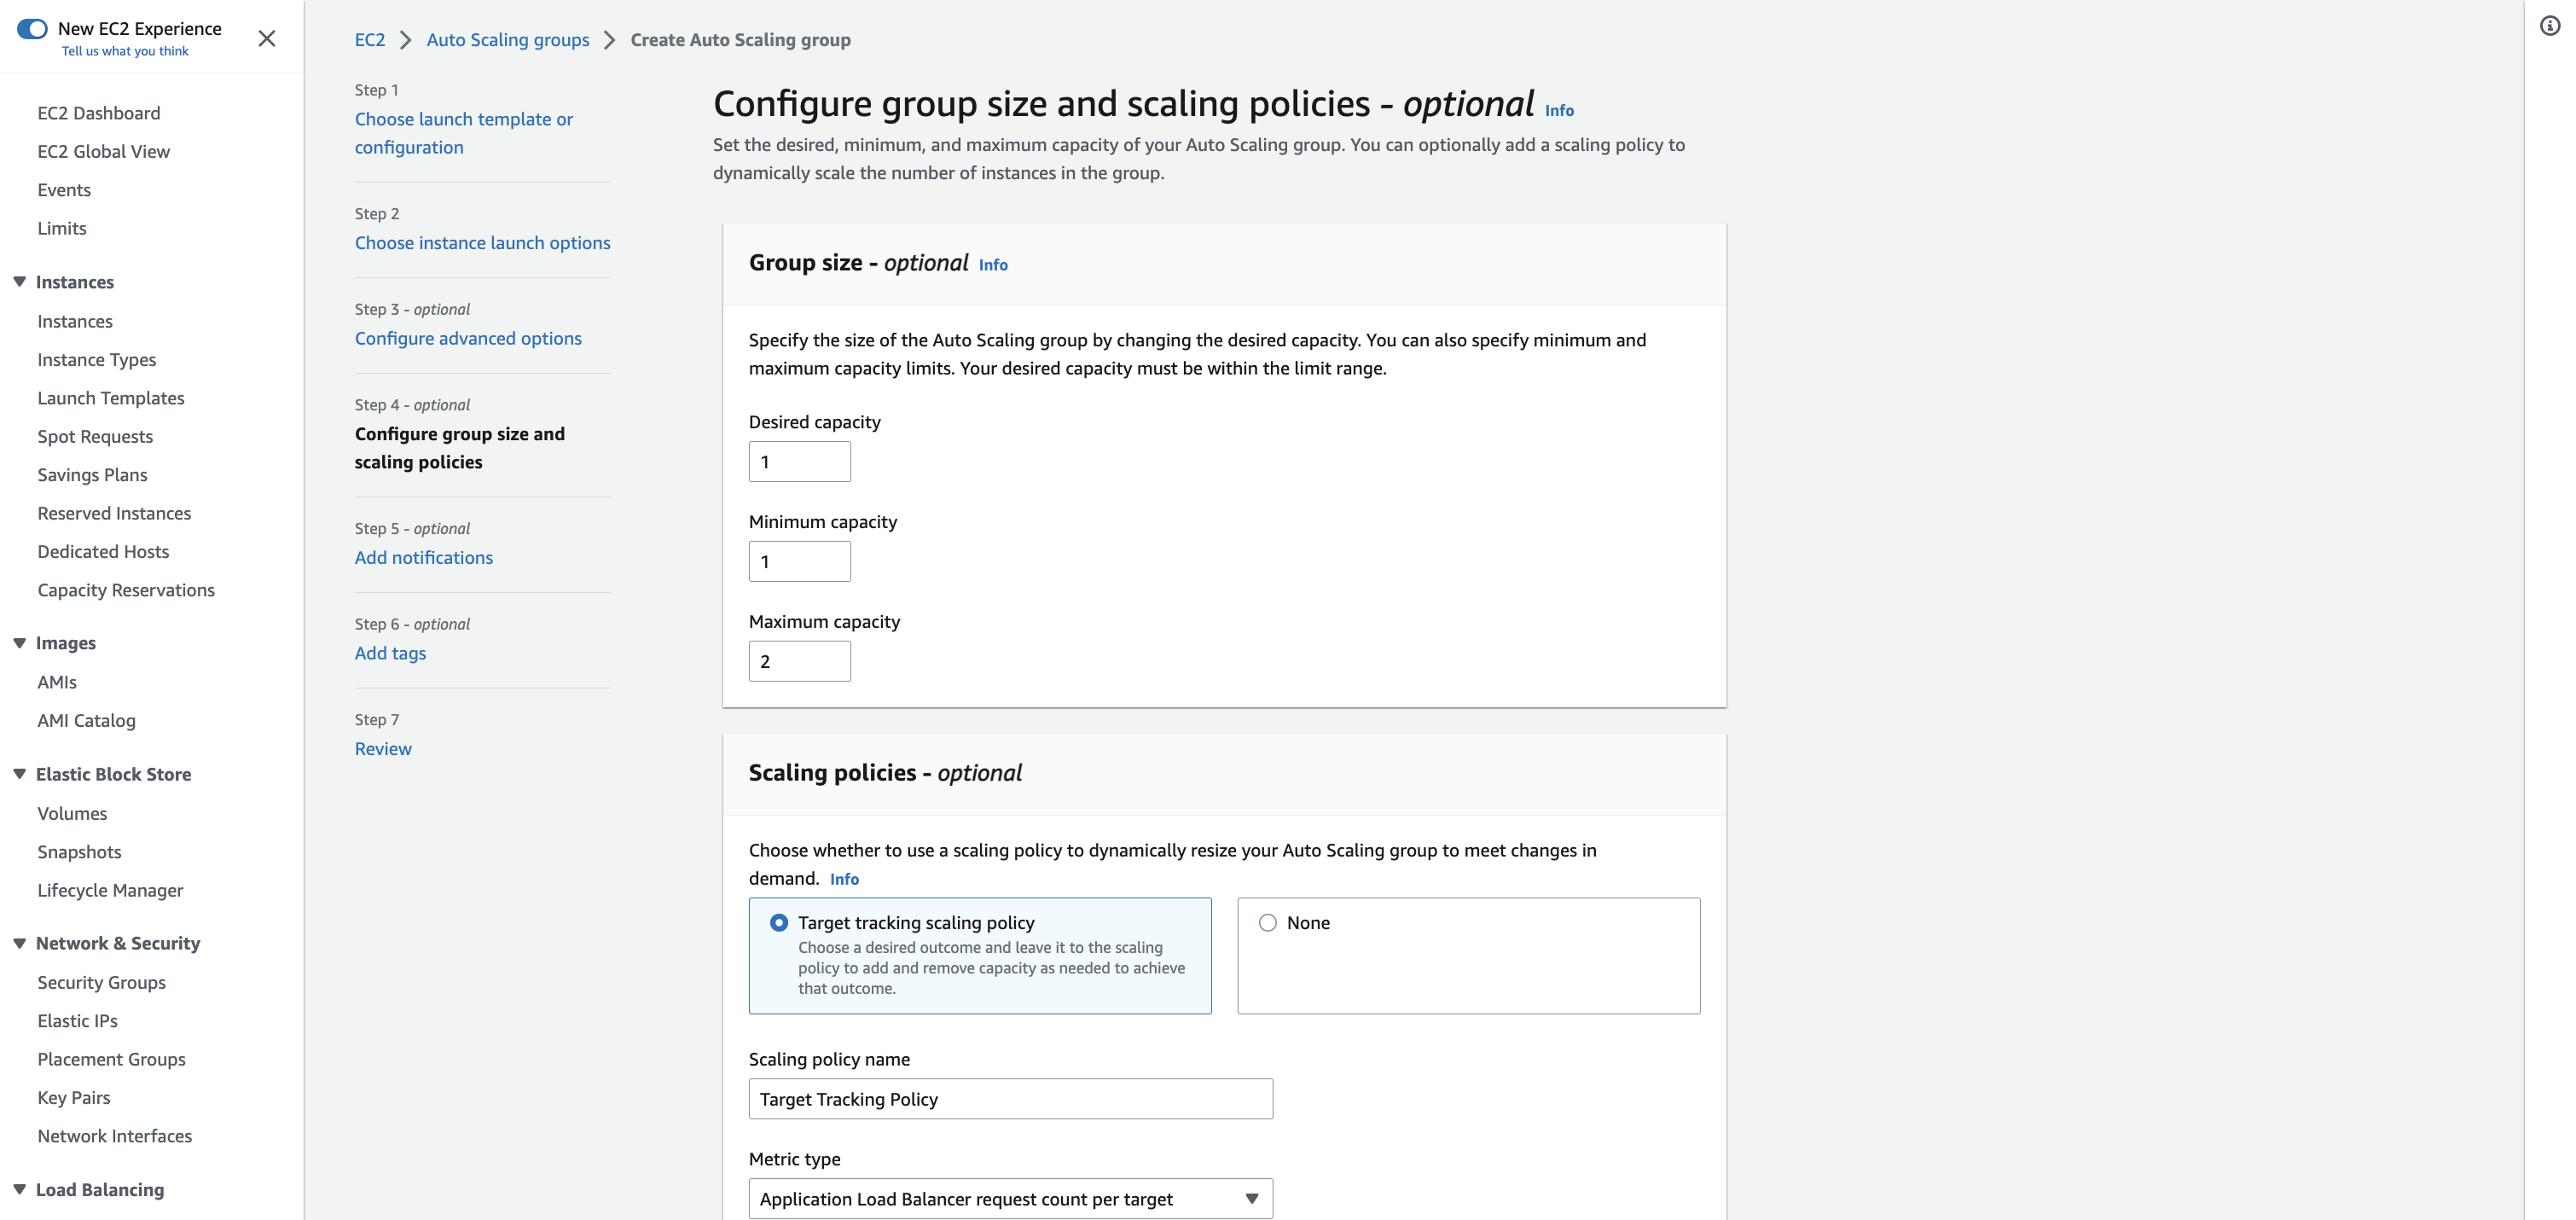 New EC2 Experience
Tell us what you think
EC2 Dashboard
EC2 Global View
Events
Limits
Instances
Instances
Instance Types
Launch Templates
Spot Requests
Savings Plans
Reserved Instances
Dedicated Hosts
Capacity Reservations
Images
AMIs
AMI Catalog
Elastic Block Store
Volumes
Snapshots
Lifecycle Manager
Network & Security
Security Groups
Elastic IPs
Placement Groups
Key Pairs
Network Interfaces
Load Balancing
EC2 > Auto Scaling groups > Create Auto Scaling group
Step 1
Choose launch template or
configuration
Step 2
Choose instance launch options
Step 3 - optional
Configure advanced options
Step 4 - optional
Configure group size and
scaling policies
Step 5 - optional
Add notifications
Step 6 - optional
Add tags
Step 7
Review
Configure group size and scaling policies - optional Info
Set the desired, minimum, and maximum capacity of your Auto Scaling group. You can optionally add a scaling policy to
dynamically scale the number of instances in the group.
Group size - optional Info
Specify the size of the Auto Scaling group by changing the desired capacity. You can also specify minimum and
maximum capacity limits. Your desired capacity must be within the limit range.
Desired capacity
1
Minimum capacity
1
Maximum capacity
2
Scaling policies - optional
Choose whether to use a scaling policy to dynamically resize your Auto Scaling group to meet changes in
demand. Info
Target tracking scaling policy
Choose a desired outcome and leave it to the scaling
policy to add and remove capacity as needed to achieve
that outcome.
None
Scaling policy name
Target Tracking Policy
Metric type
Application Load Balancer request count per target